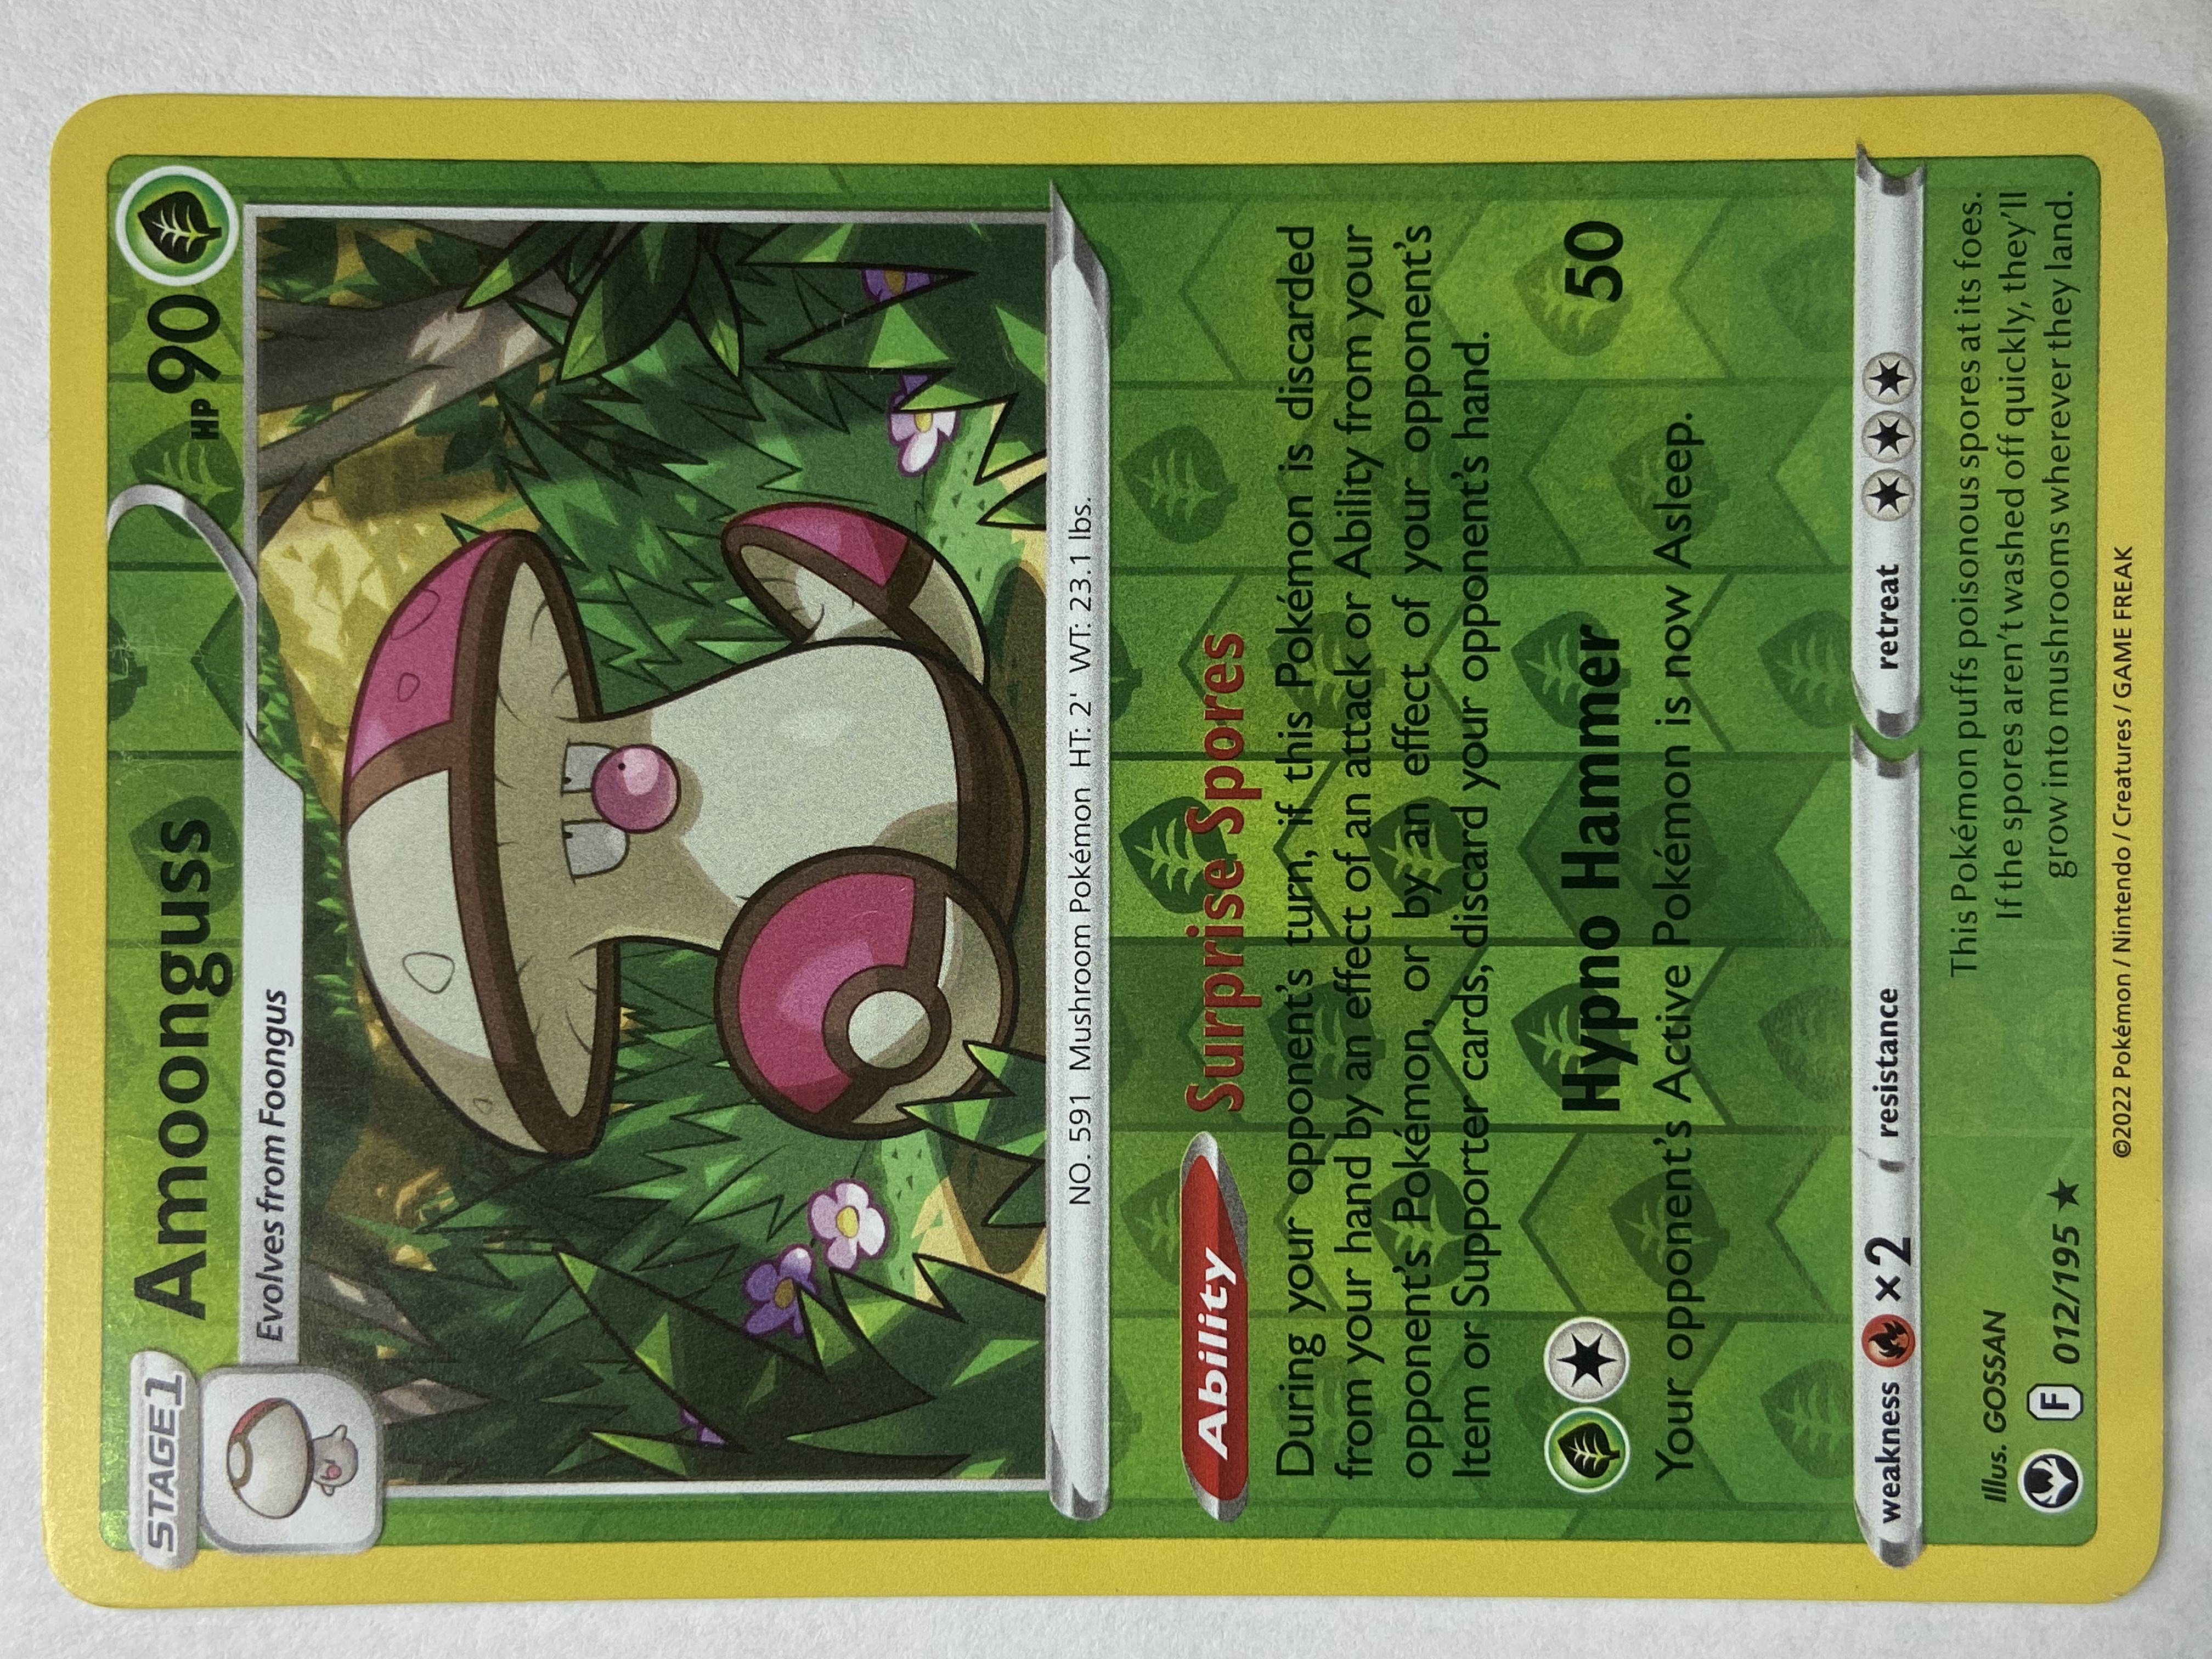 STAGE1
Amoonguss
HP 90
Evolves from Foongus
NO. 591 Mushroom Pokémon HT: 2' WT: 23.1 lbs.
Ability Surprise Spores
During your opponent's turn, if this Pokémon is discarded
from your hand by an effect of an attack or Ability from your
opponent's Pokémon, or by an effect of your opponent's
Item or Supporter cards, discard your opponent's hand.
Hypno Hammer 50
Your opponent's Active Pokémon is now Asleep.
weakness ×2 resistance retreat
This Pokémon puffs poisonous spores at its foes.
If the spores aren't washed off quickly, they'll
grow into mushrooms wherever they land.
Illus. GOSSAN
F 012/195 ★
©2022 Pokémon / Nintendo / Creatures / GAME FREAK